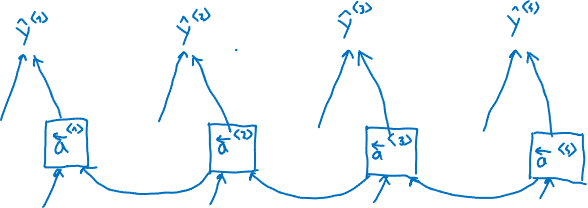 ŷ<1> ŷ<2> ŷ<3> ŷ<4>
←a<1> ←a<2> ←a<3> ←a<4>